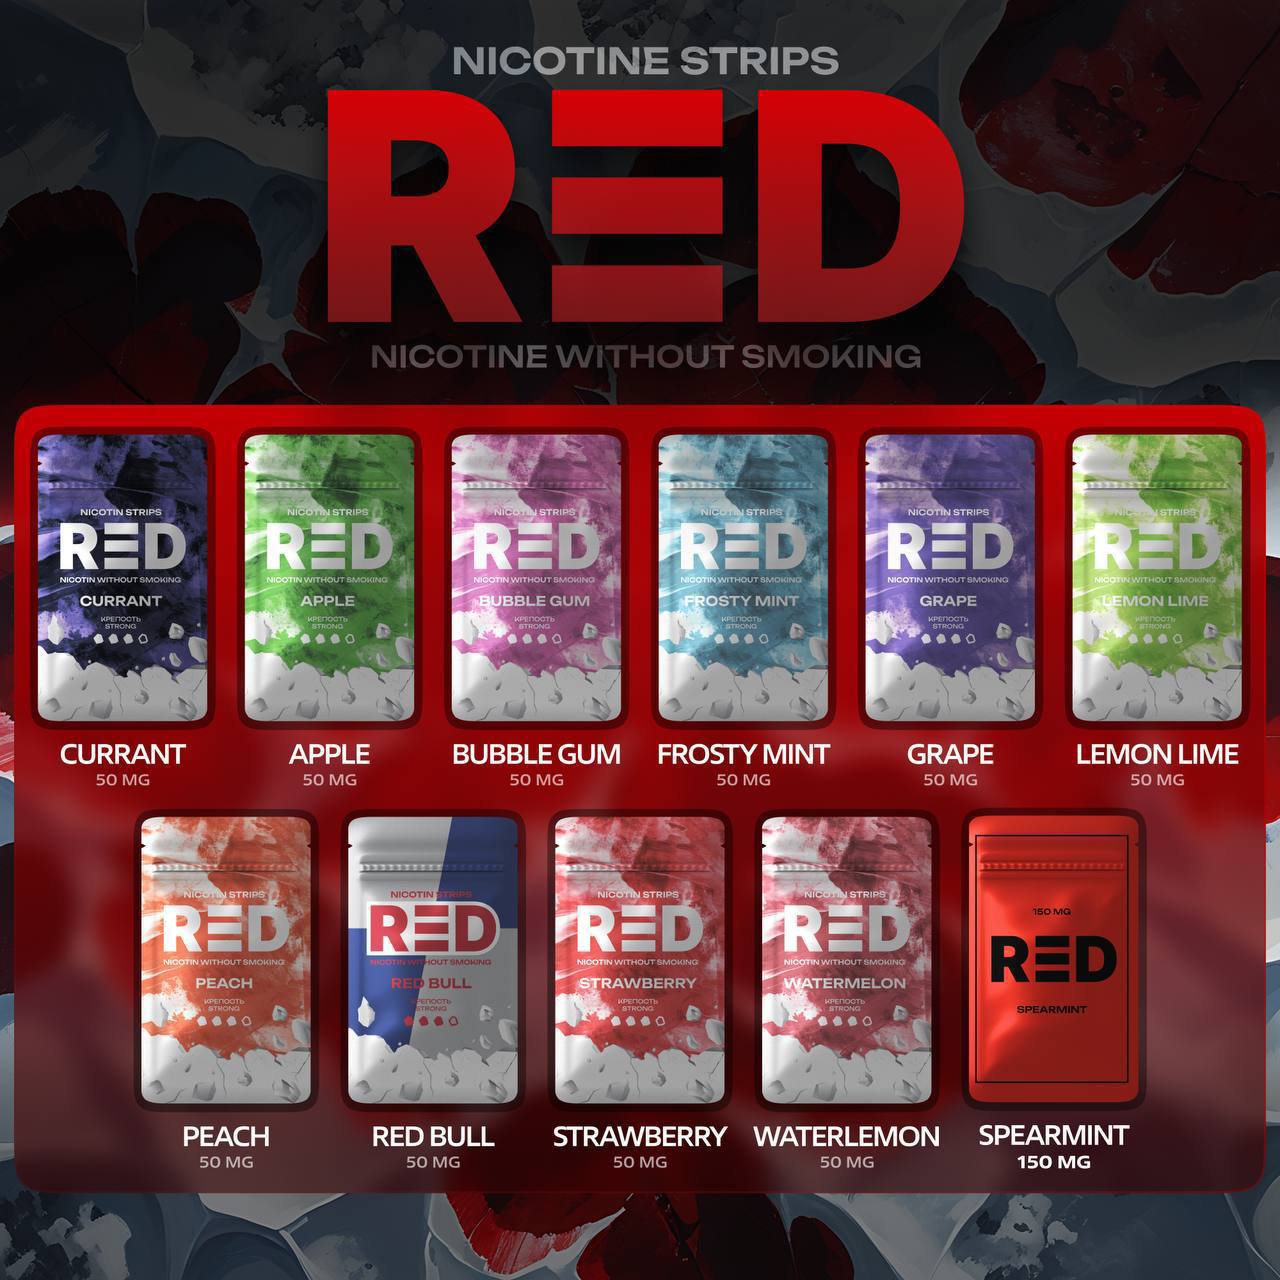 NICOTINE STRIPS
RED
NICOTINE WITHOUT SMOKING
NICOTIN STRIPS
RED
NICOTIN WITHOUT SMOKING
CURRANT
КРЕПОСТЬ
STRONG
NICOTIN STRIPS
RED
NICOTIN WITHOUT SMOKING
APPLE
КРЕПОСТЬ
STRONG
NICOTIN STRIPS
RED
NICOTIN WITHOUT SMOKING
BUBBLE GUM
КРЕПОСТЬ
STRONG
NICOTIN STRIPS
RED
NICOTIN WITHOUT SMOKING
FROSTY MINT
КРЕПОСТЬ
STRONG
NICOTIN STRIPS
RED
NICOTIN WITHOUT SMOKING
GRAPE
КРЕПОСТЬ
STRONG
NICOTIN STRIPS
RED
NICOTIN WITHOUT SMOKING
LEMON LIME
КРЕПОСТЬ
STRONG
CURRANT
50 MG
APPLE
50 MG
BUBBLE GUM
50 MG
FROSTY MINT
50 MG
GRAPE
50 MG
LEMON LIME
50 MG
NICOTIN STRIPS
RED
NICOTIN WITHOUT SMOKING
PEACH
КРЕПОСТЬ
STRONG
NICOTIN STRIPS
RED
NICOTIN WITHOUT SMOKING
RED BULL
КРЕПОСТЬ
STRONG
NICOTIN STRIPS
RED
NICOTIN WITHOUT SMOKING
STRAWBERRY
КРЕПОСТЬ
STRONG
NICOTIN STRIPS
RED
NICOTIN WITHOUT SMOKING
WATERMELON
КРЕПОСТЬ
STRONG
150 MG
RED
SPEARMINT
PEACH
50 MG
RED BULL
50 MG
STRAWBERRY
50 MG
WATERLEMON
50 MG
SPEARMINT
150 MG